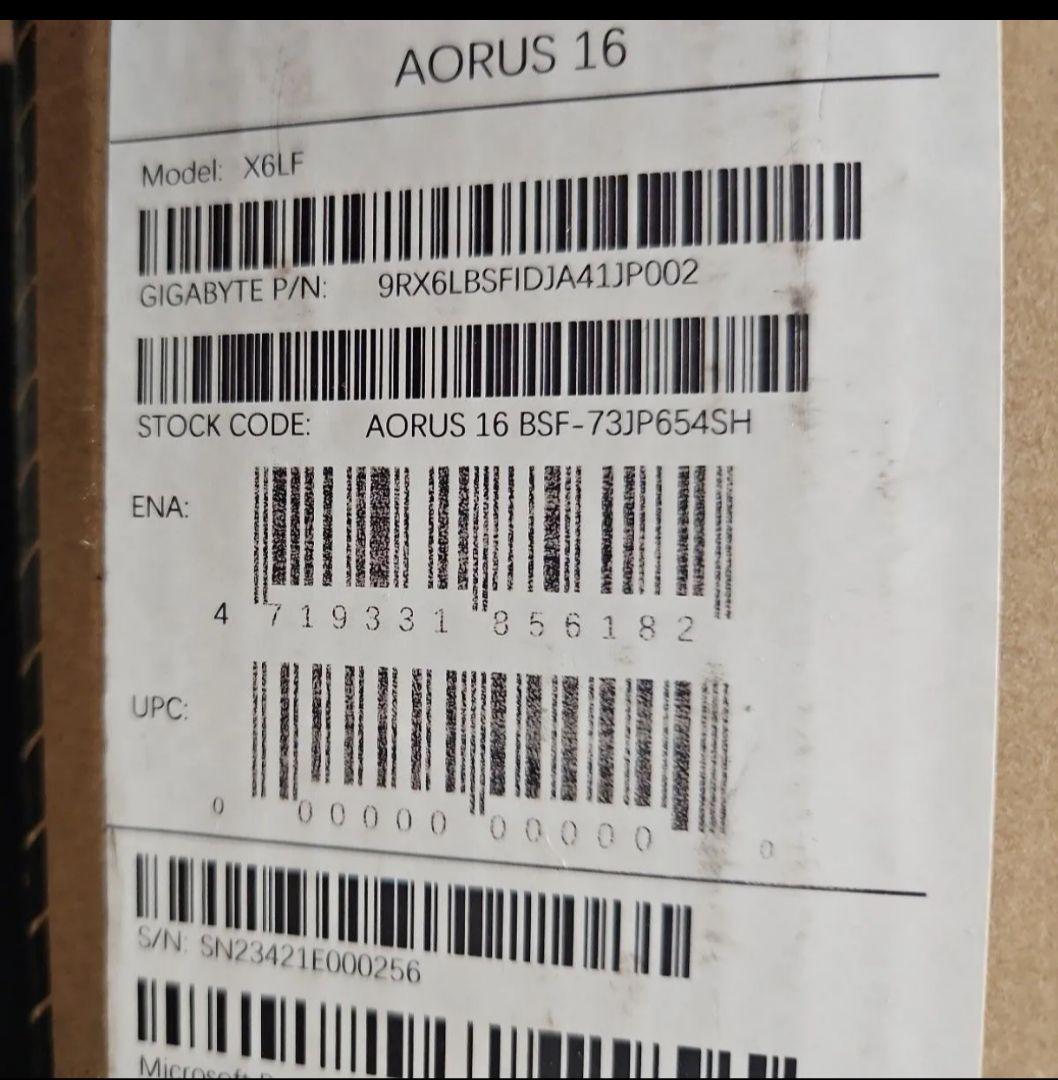 AORUS 16
Model: X6LF
GIGABYTE P/N: 9RX6LBSFIDJA41JP002
STOCK CODE: AORUS 16 BSF-73JP654SH
ENA:
4 719331 856182
UPC:
0 00000 00000 0
S/N: SN23421E000256
Microsoft